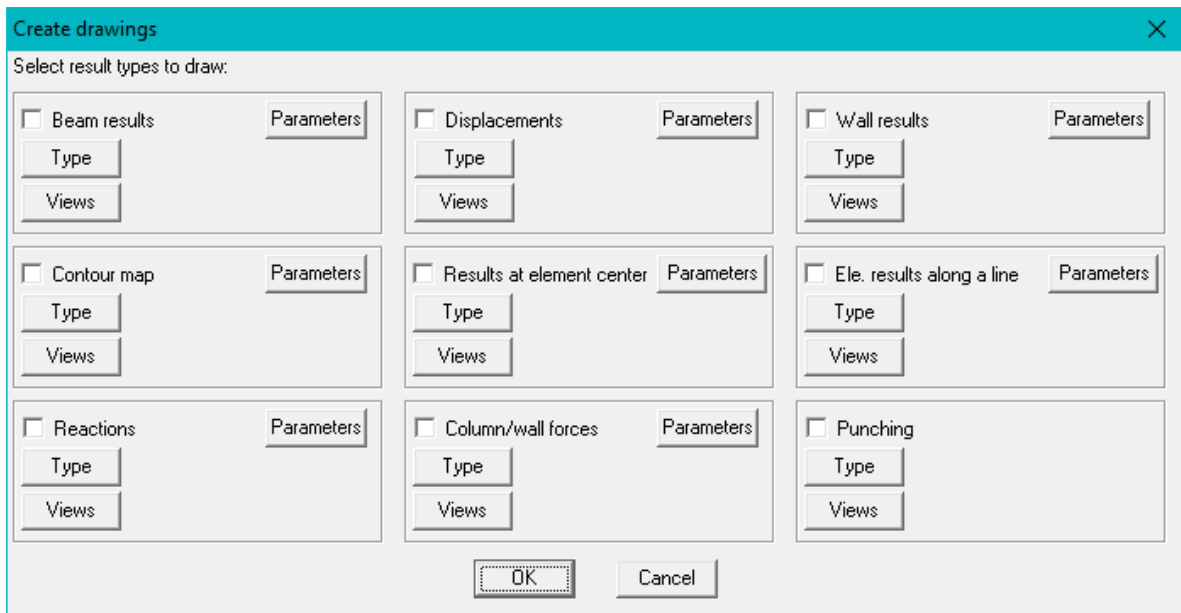 Create drawings
Select result types to draw:
Beam results Parameters
Type
Views
Displacements Parameters
Type
Views
Wall results Parameters
Type
Views
Contour map Parameters
Type
Views
Results at element center Parameters
Type
Views
Ele. results along a line Parameters
Type
Views
Reactions Parameters
Type
Views
Column/wall forces Parameters
Type
Views
Punching
Type
Views
OK Cancel